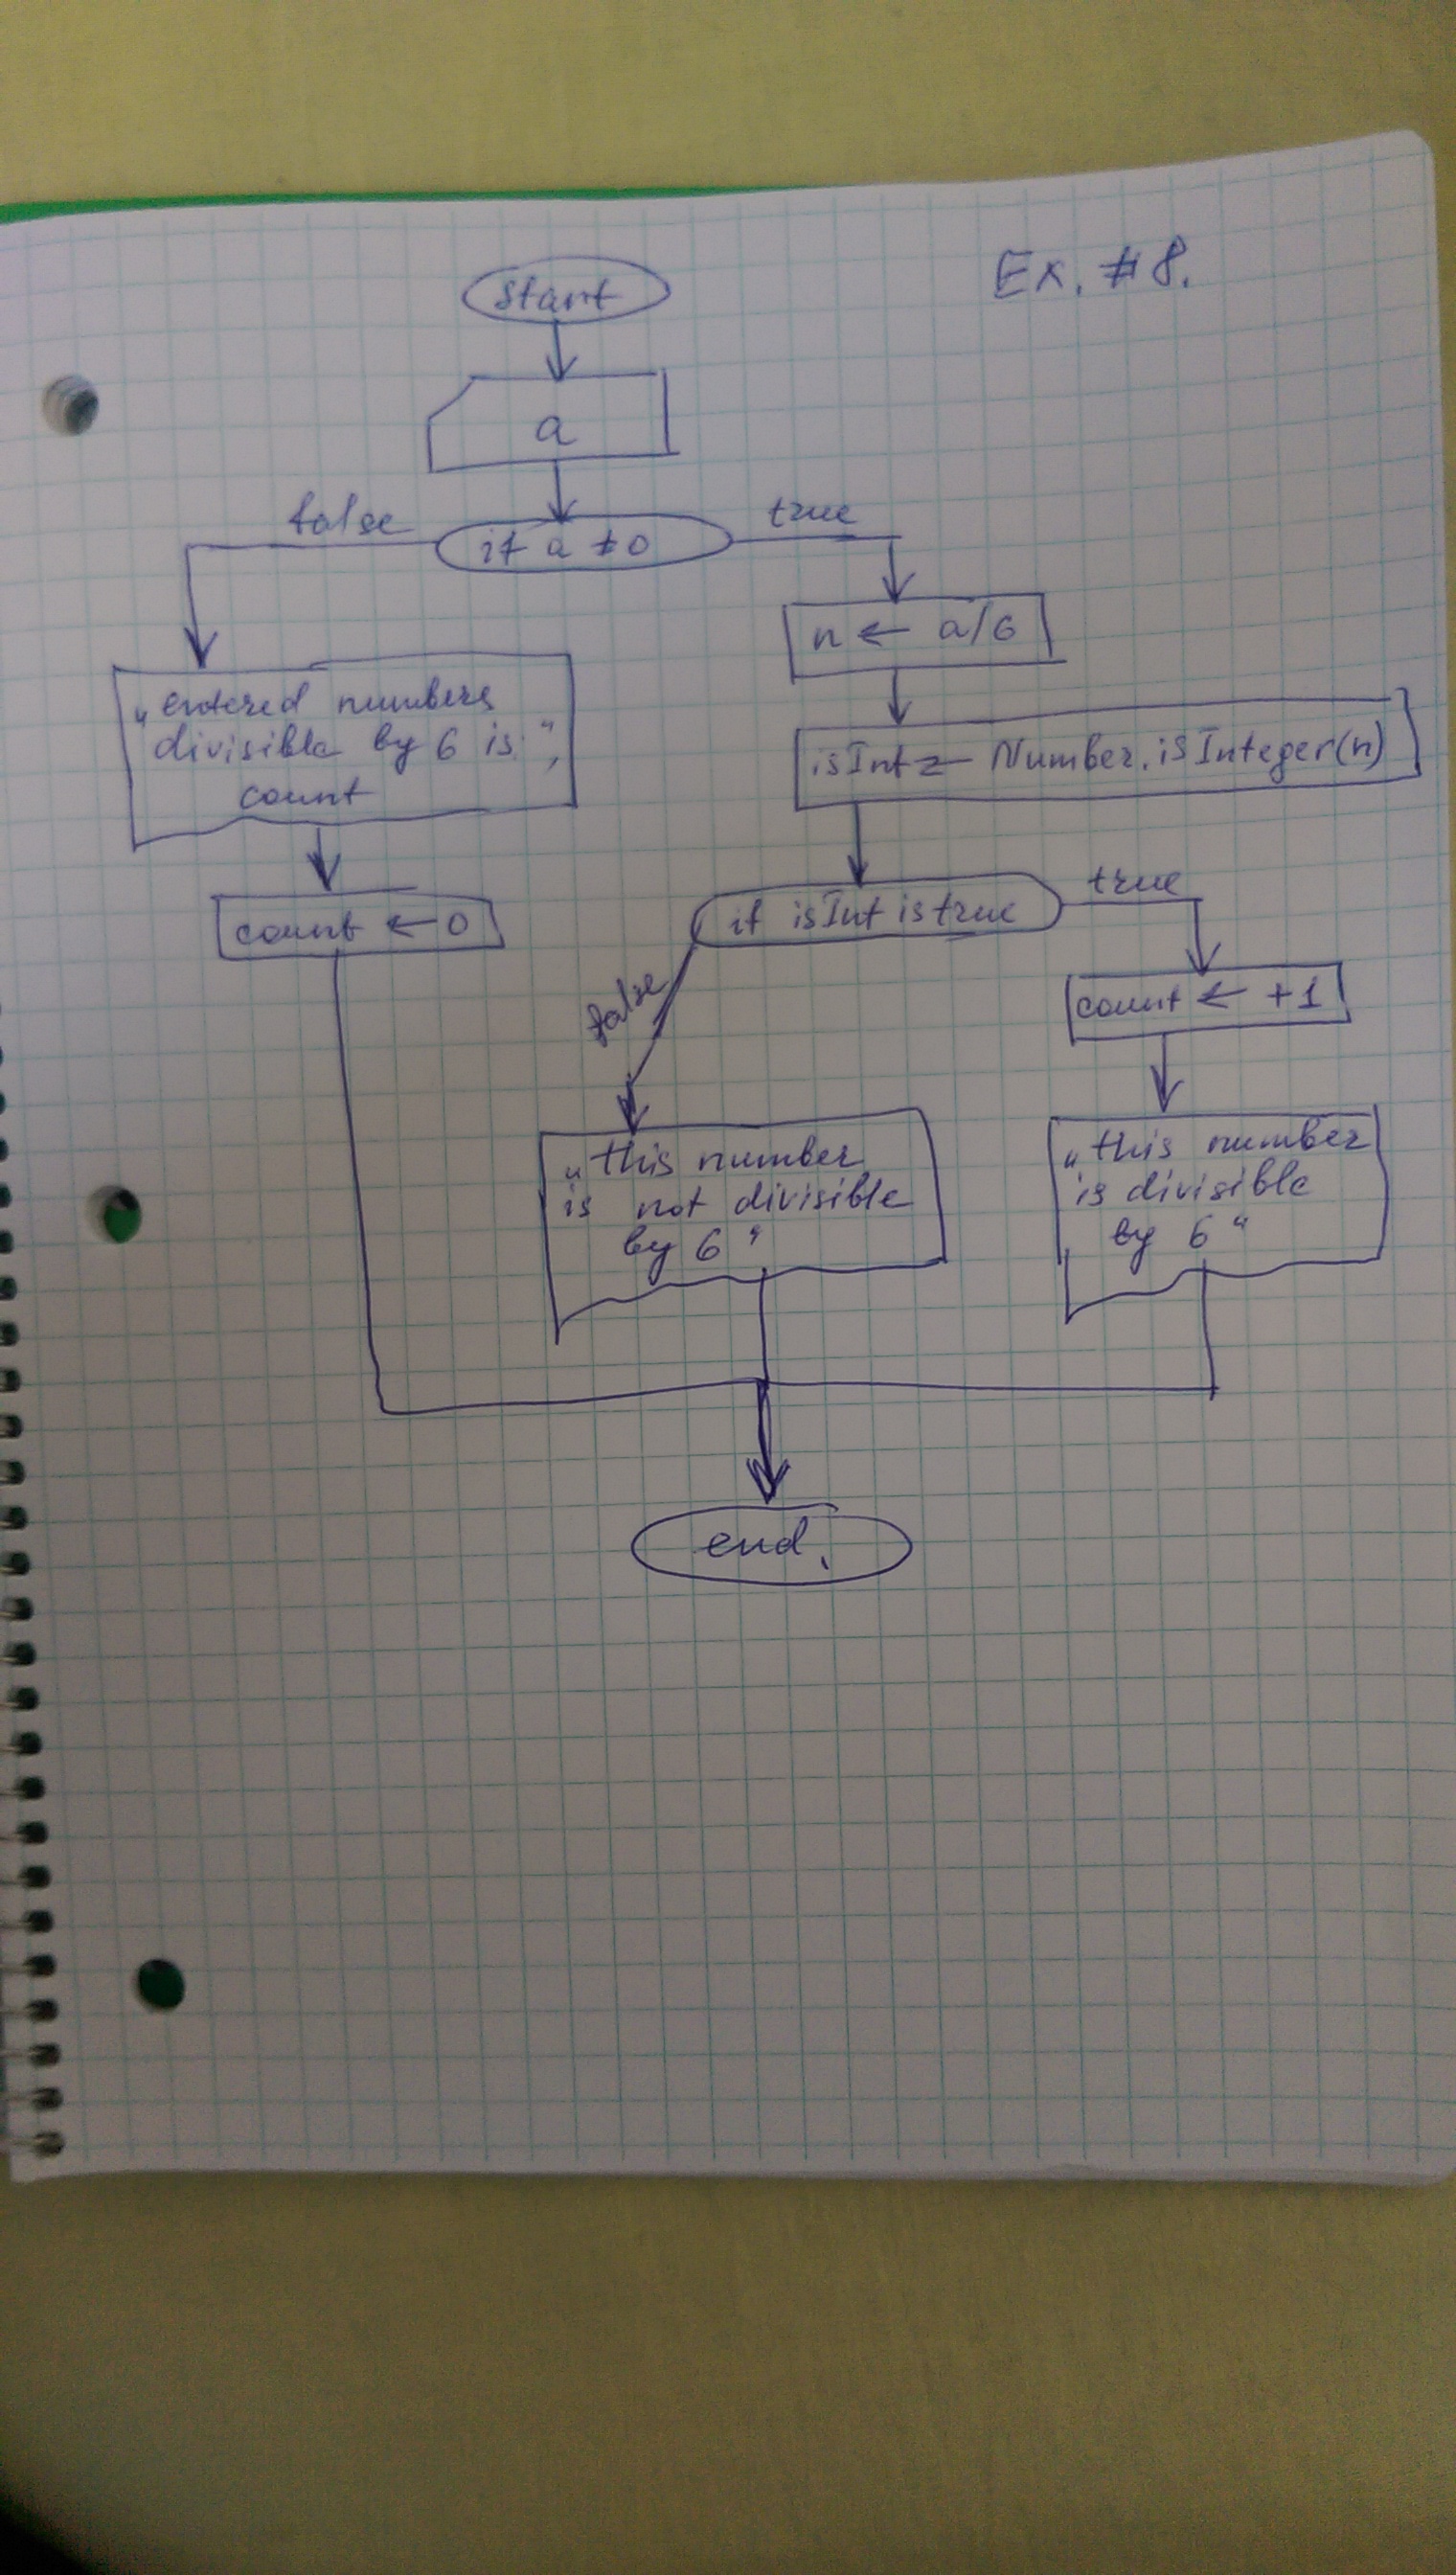 Ex. #8.
start
a
false
if a ≠ 0
true
n ← a/6
„entered numbers
divisible by 6 is: “,
count
isInt ← Number.isInteger(n)
count ← 0
if isInt is true
true
false
count ← +1
„this number
is not divisible
by 6“
„this number
is divisible
by 6“
end.